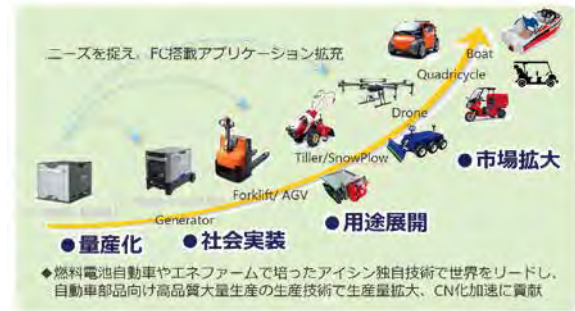 ニーズを捉え、FC搭載アプリケーション拡充
Boat
Quadricycle
Drone
Tiller/SnowPlow
Forklift/ AGV
Generator
●市場拡大
●用途展開
●社会実装
●量産化
◆燃料電池自動車やエネファームで培ったアイシン独自技術で世界をリードし、
自動車部品向け高品質大量生産の生産技術で生産量拡大、CN化加速に貢献